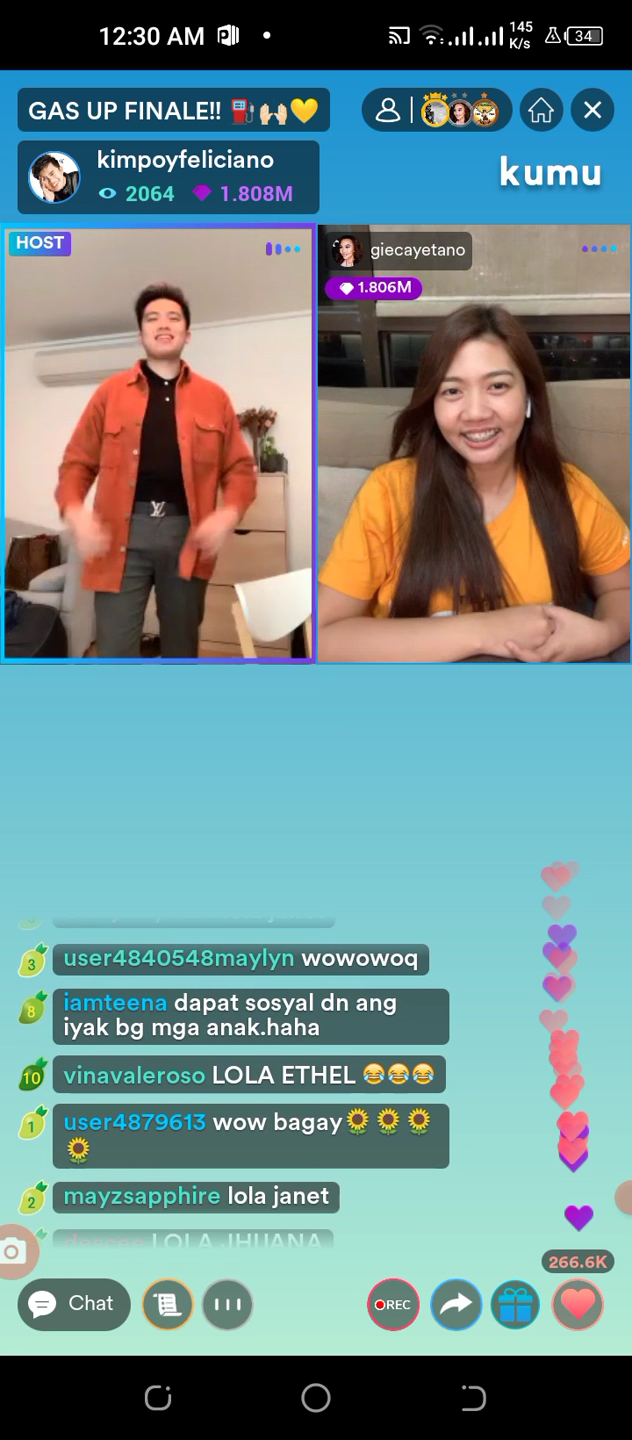 12:30 AM
145
K/s
34
GAS UP FINALE!! ⛽🙌🏻💛
kimpoyfeliciano
2064
1.808M
kumu
HOST
giecayetano
1.806M
3 user4840548maylyn wowowoq
8 iamteena dapat sosyal dn ang
iyak bg mga anak.haha
10 vinavaleroso LOLA ETHEL 😂😂😂
1 user4879613 wow bagay🌻🌻🌻
🌻
2 mayzsapphire lola janet
LOLA JHUANA
266.6K
Chat
REC